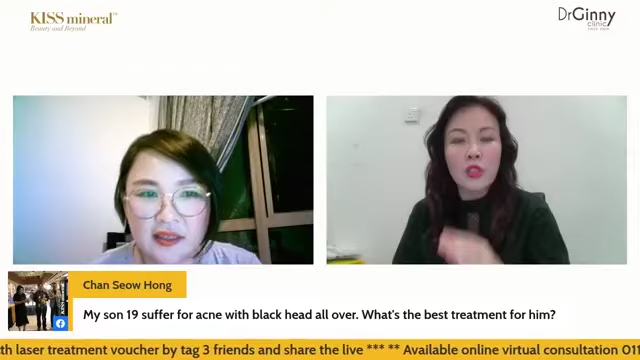 KISS mineral™
Beauty and Beyond
DrGinny
clinic
Chan Seow Hong
My son 19 suffer for acne with black head all over. What's the best treatment for him?
th laser treatment voucher by tag 3 friends and share the live *** ** Available online virtual consultation 01